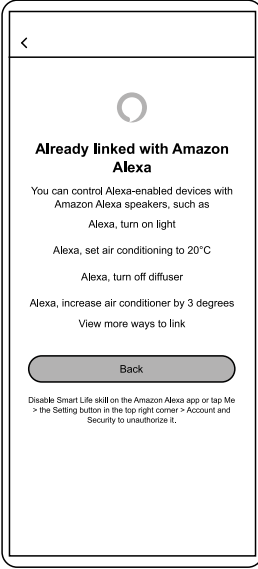 Already linked with Amazon
Alexa
You can control Alexa-enabled devices with
Amazon Alexa speakers, such as
Alexa, turn on light
Alexa, set air conditioning to 20°C
Alexa, turn off diffuser
Alexa, increase air conditioner by 3 degrees
View more ways to link
Back
Disable Smart Life skill on the Amazon Alexa app or tap Me
> the Setting button in the top right corner > Account and
Security to unauthorize it.